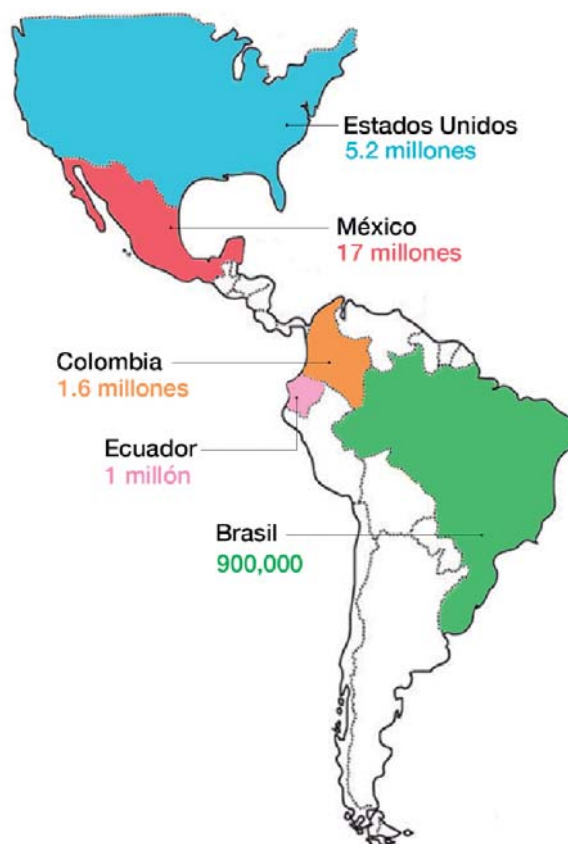 Estados Unidos
5.2 millones
México
17 millones
Colombia
1.6 millones
Ecuador
1 millón
Brasil
900,000